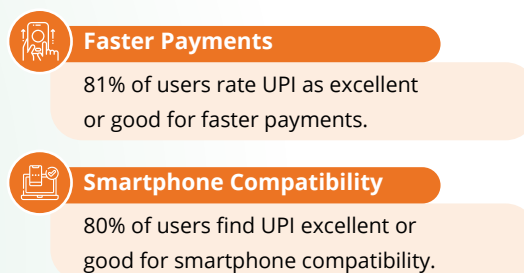 Faster Payments
81% of users rate UPI as excellent
or good for faster payments.
Smartphone Compatibility
80% of users find UPI excellent or
good for smartphone compatibility.